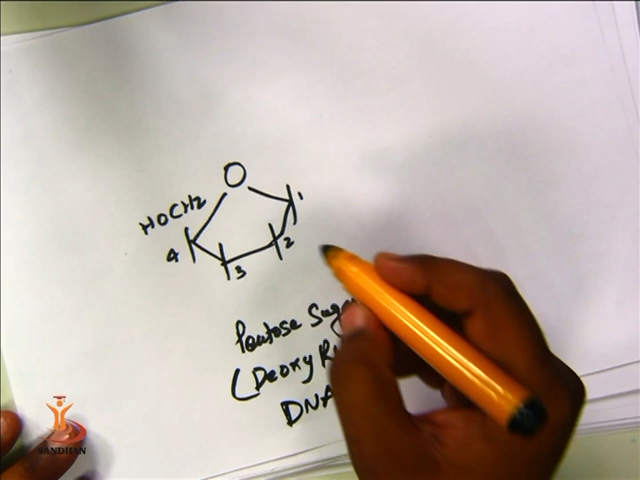 O
HOCH2
1
4
3
2
Pentose Sug
(Deoxy R
DNA
SANDHAN